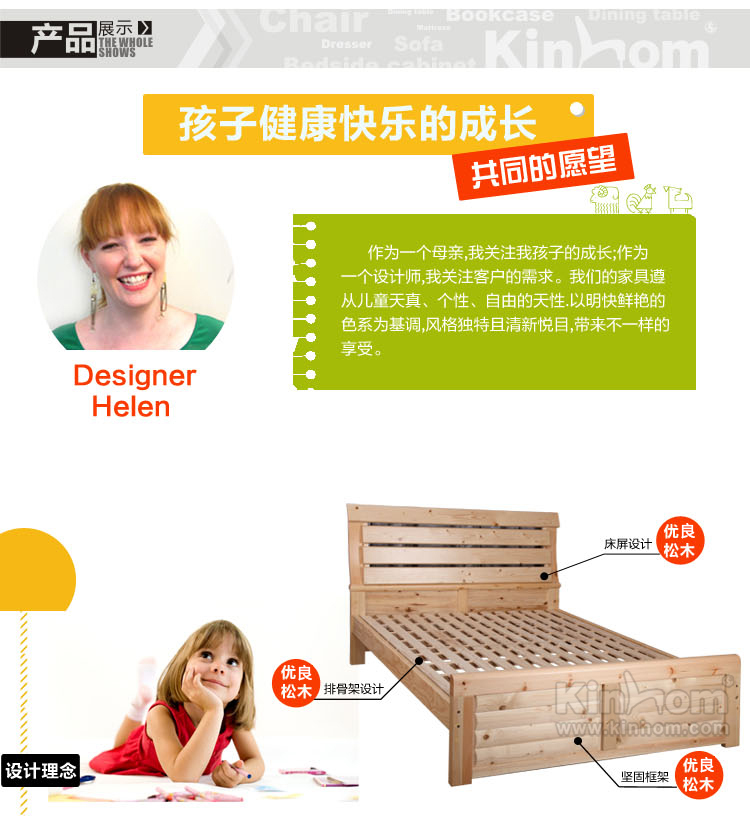 Chair
Dining table
Bookcase
Dining table
Mattress
Dresser
Sofa
Kinhom
Bedside cabinet
产品
展示
THE WHOLE
SHOWS
孩子健康快乐的成长
共同的愿望
作为一个母亲,我关注我孩子的成长;作为
一个设计师,我关注客户的需求。我们的家具遵
从儿童天真、个性、自由的天性.以明快鲜艳的
色系为基调,风格独特且清新悦目,带来不一样的
享受。
Designer
Helen
优良
松木
床屏设计
优良
松木
排骨架设计
Kinhom
www.kinhom.com
设计理念
坚固框架
优良
松木